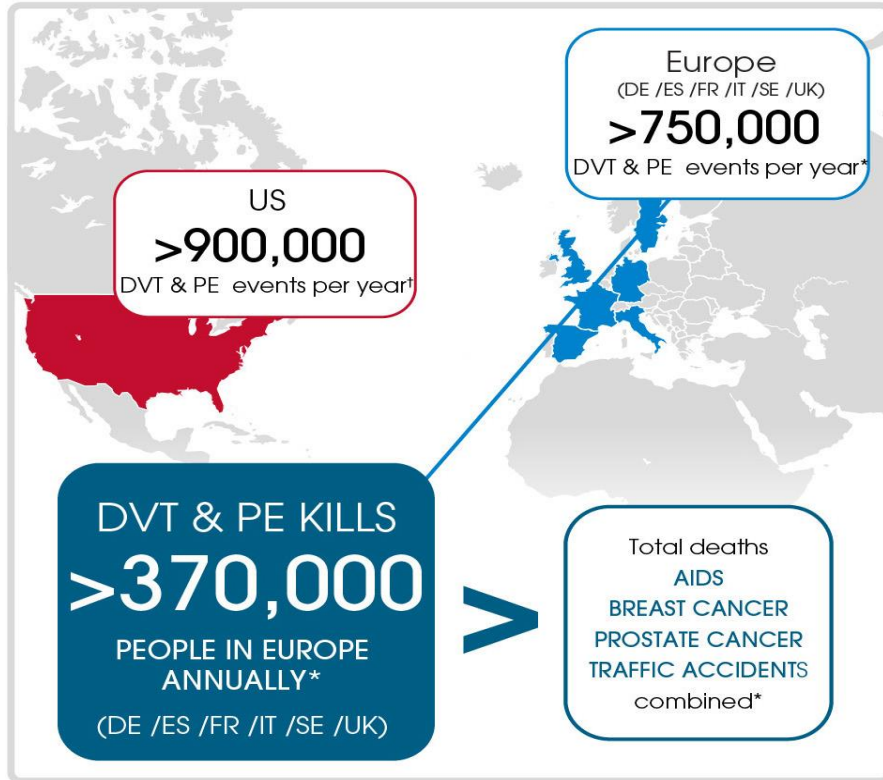 Europe
(DE /ES /FR /IT /SE /UK)
>750,000
DVT & PE events per year*
US
>900,000
DVT & PE events per year†
DVT & PE KILLS
>370,000
PEOPLE IN EUROPE
ANNUALLY*
(DE /ES /FR /IT /SE /UK)
>
Total deaths
AIDS
BREAST CANCER
PROSTATE CANCER
TRAFFIC ACCIDENTS
combined*